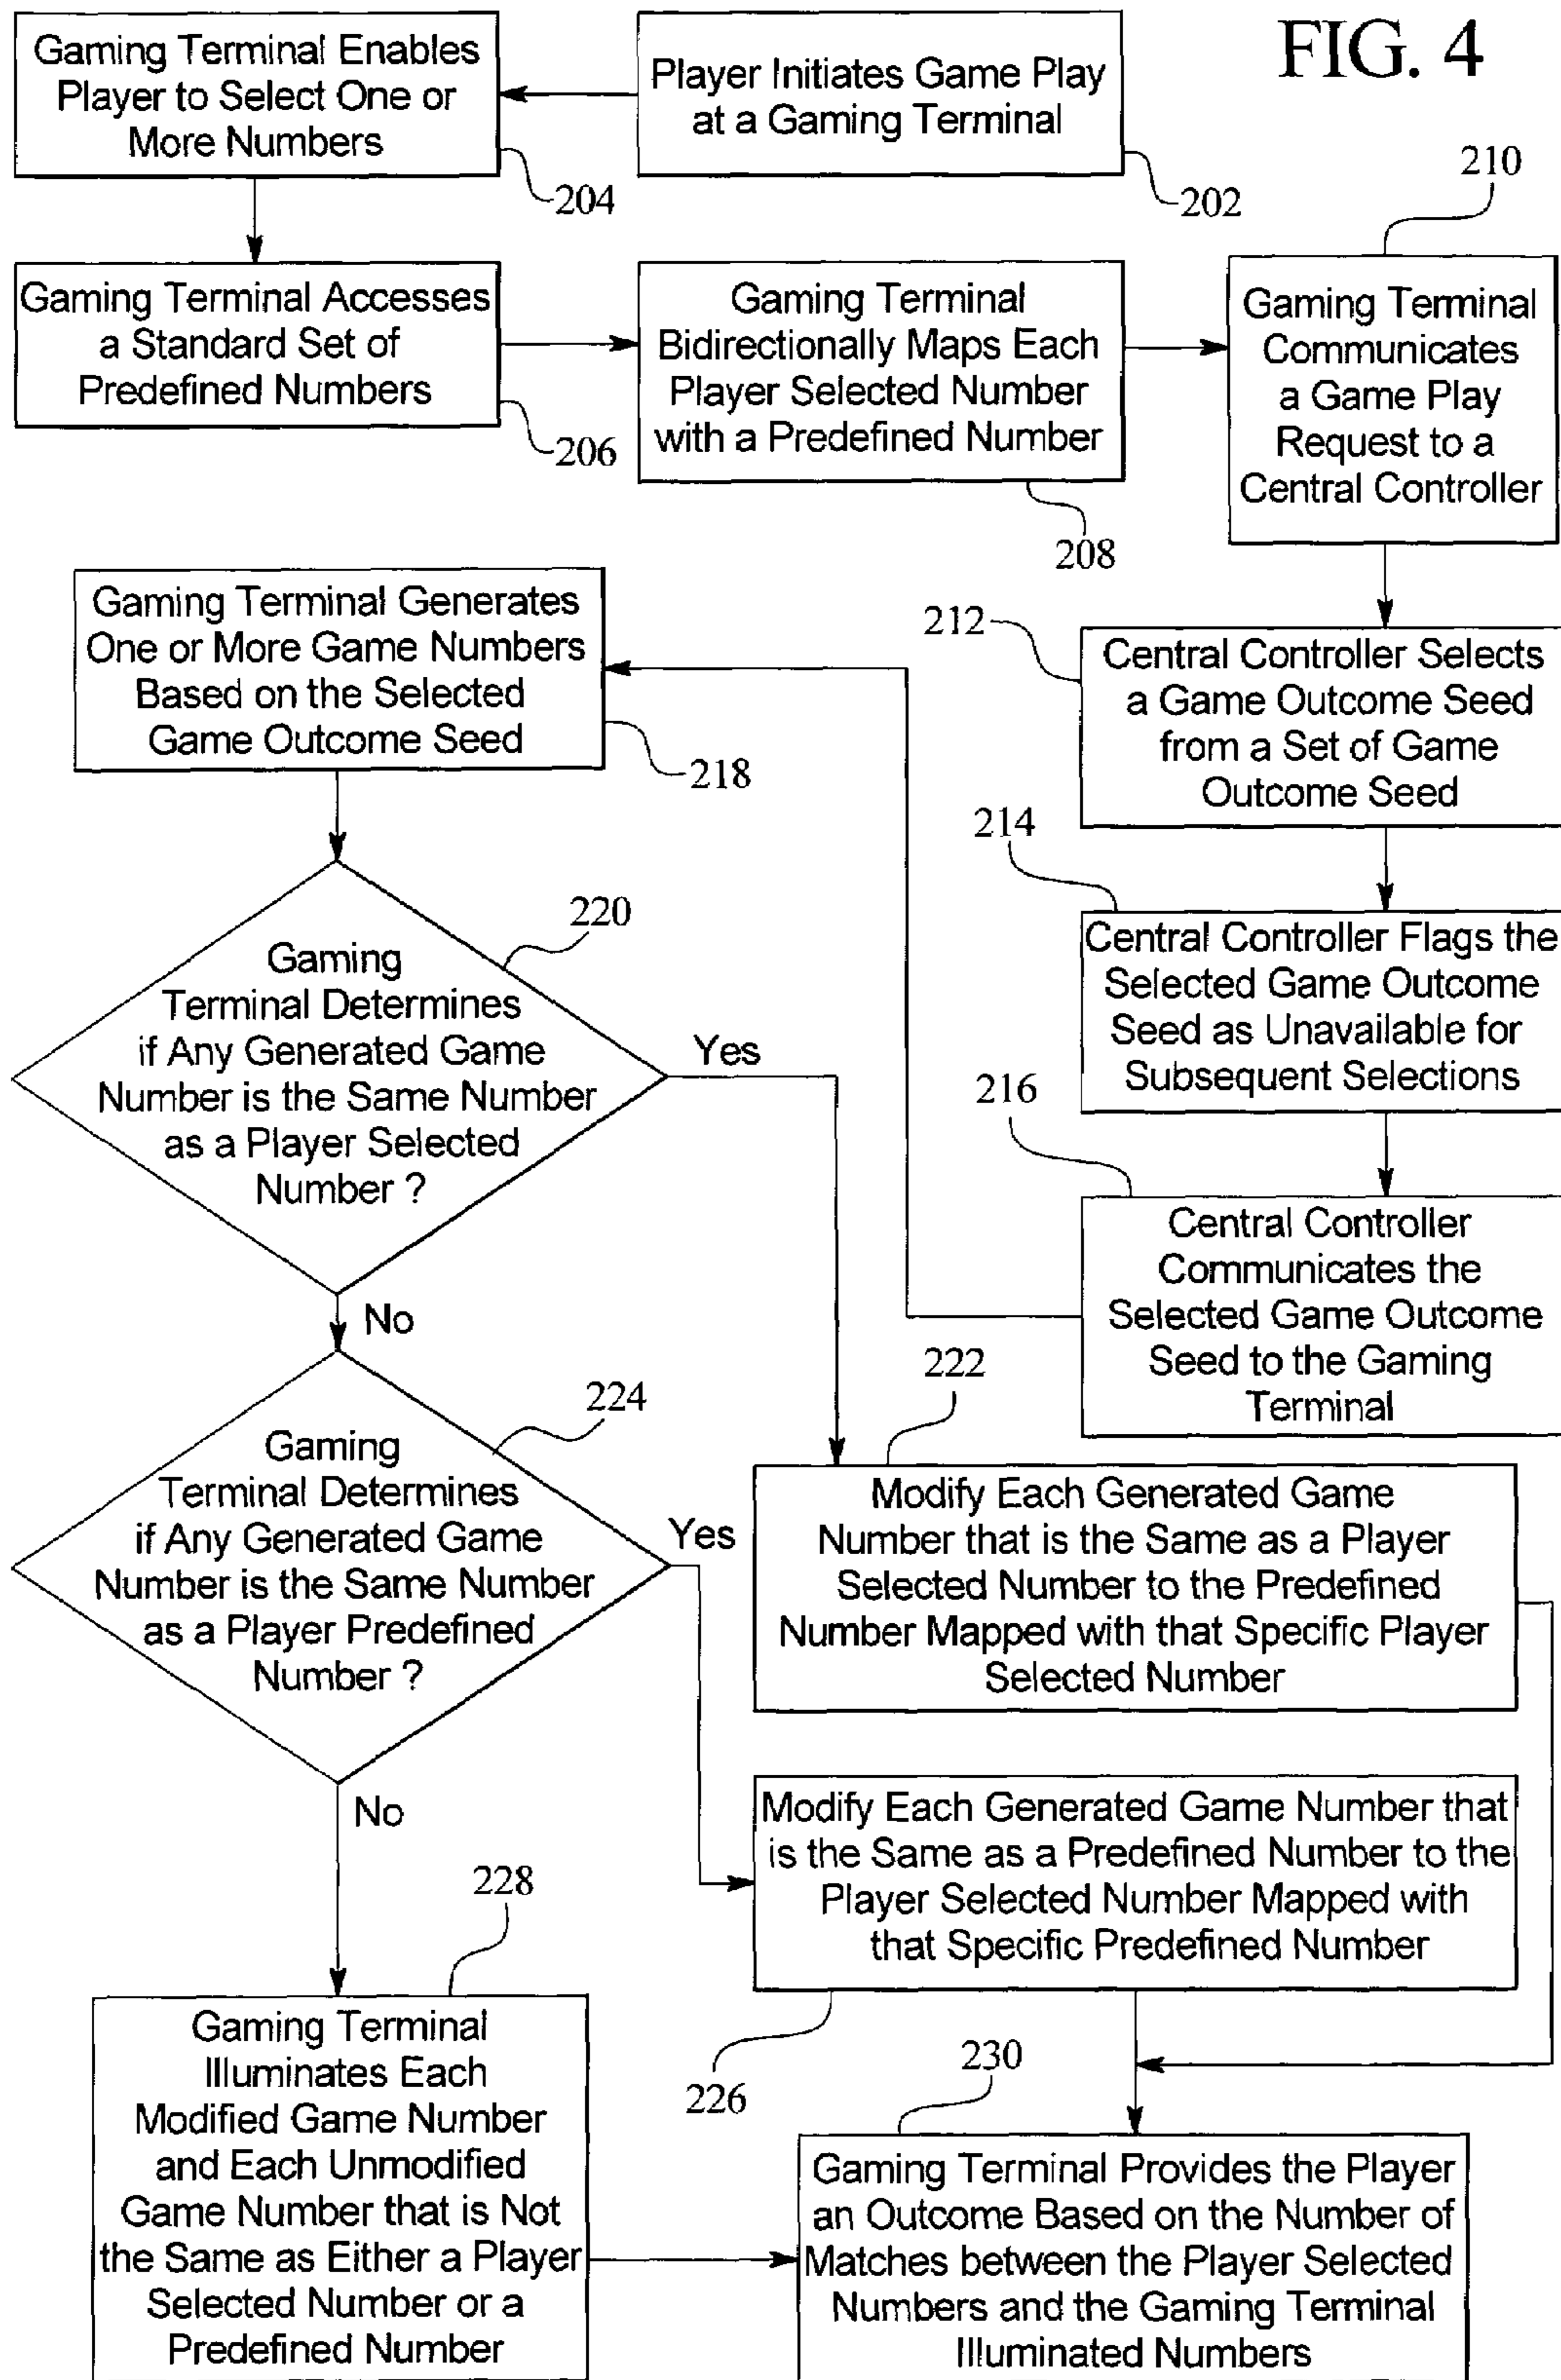 FIG. 4
Player Initiates Game Play
at a Gaming Terminal
202
Gaming Terminal Enables
Player to Select One or
More Numbers
204
Gaming Terminal Accesses
a Standard Set of
Predefined Numbers
206
Gaming Terminal
Bidirectionally Maps Each
Player Selected Number
with a Predefined Number
208
210
Gaming Terminal
Communicates
a Game Play
Request to a
Central Controller
212
Central Controller Selects
a Game Outcome Seed
from a Set of Game
Outcome Seed
214
Central Controller Flags the
Selected Game Outcome
Seed as Unavailable for
Subsequent Selections
216
Central Controller
Communicates the
Selected Game Outcome
Seed to the Gaming
Terminal
Gaming Terminal Generates
One or More Game Numbers
Based on the Selected
Game Outcome Seed
218
220
Gaming
Terminal Determines
if Any Generated Game
Number is the Same Number
as a Player Selected
Number ?
Yes
No
222
Modify Each Generated Game
Number that is the Same as a Player
Selected Number to the Predefined
Number Mapped with that Specific Player
Selected Number
224
Gaming
Terminal Determines
if Any Generated Game
Number is the Same Number
as a Player Predefined
Number ?
Yes
No
Modify Each Generated Game Number that
is the Same as a Predefined Number to the
Player Selected Number Mapped with
that Specific Predefined Number
226
228
Gaming Terminal
Illuminates Each
Modified Game Number
and Each Unmodified
Game Number that is Not
the Same as Either a Player
Selected Number or a
Predefined Number
230
Gaming Terminal Provides the Player
an Outcome Based on the Number of
Matches between the Player Selected
Numbers and the Gaming Terminal
Illuminated Numbers